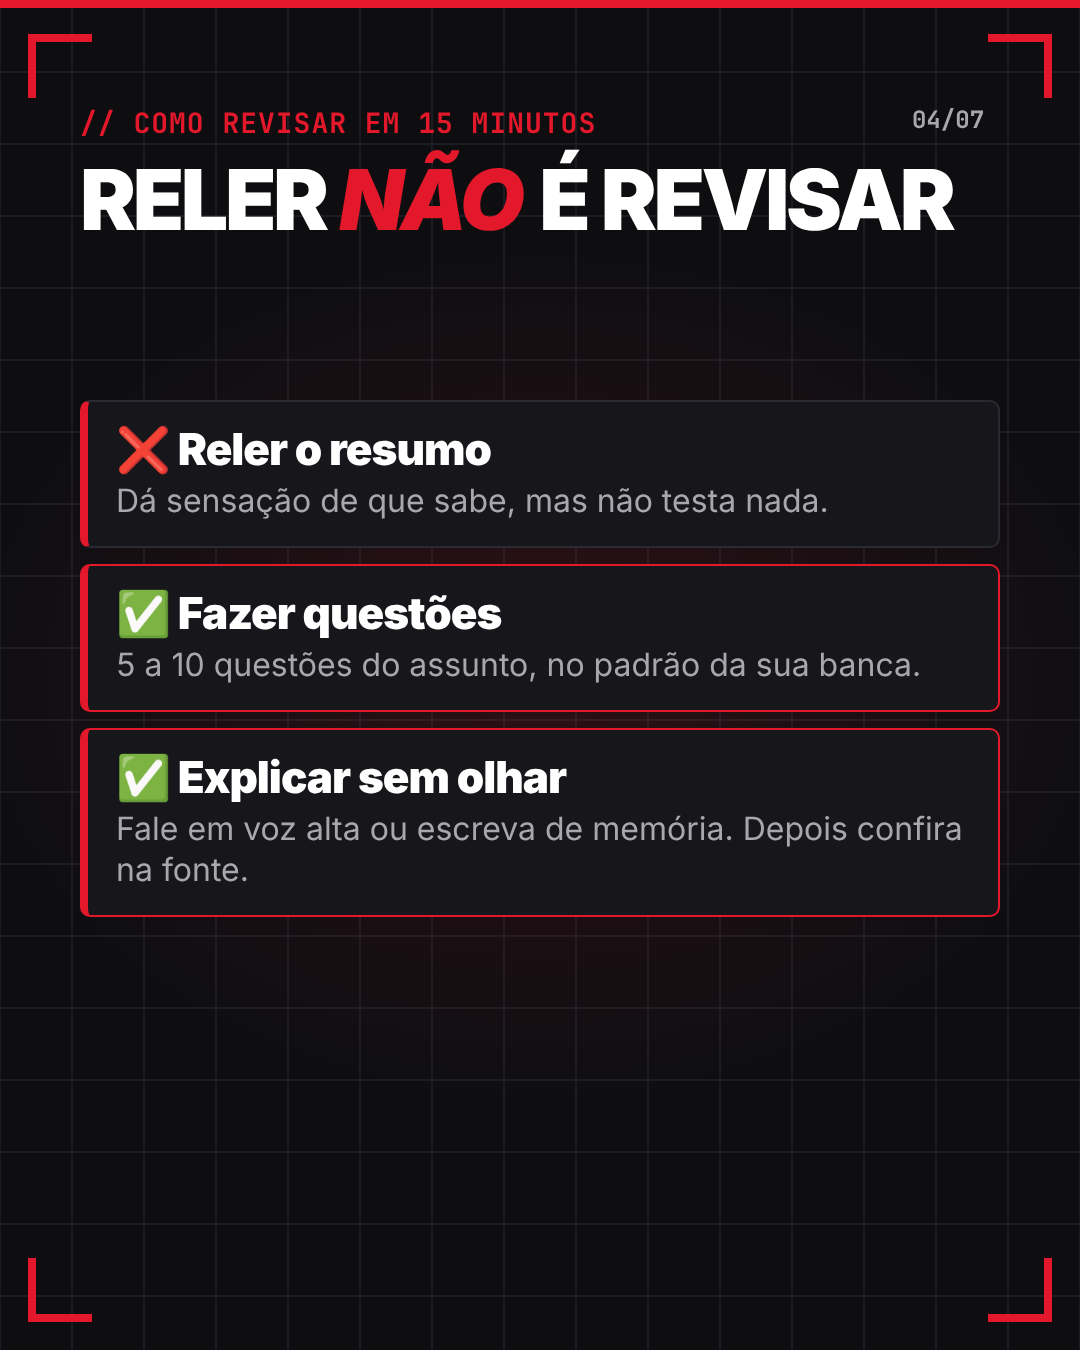 // COMO REVISAR EM 15 MINUTOS
04/07
RELER NÃO É REVISAR
❌ Reler o resumo
Dá sensação de que sabe, mas não testa nada.
✅ Fazer questões
5 a 10 questões do assunto, no padrão da sua banca.
✅ Explicar sem olhar
Fale em voz alta ou escreva de memória. Depois confira
na fonte.